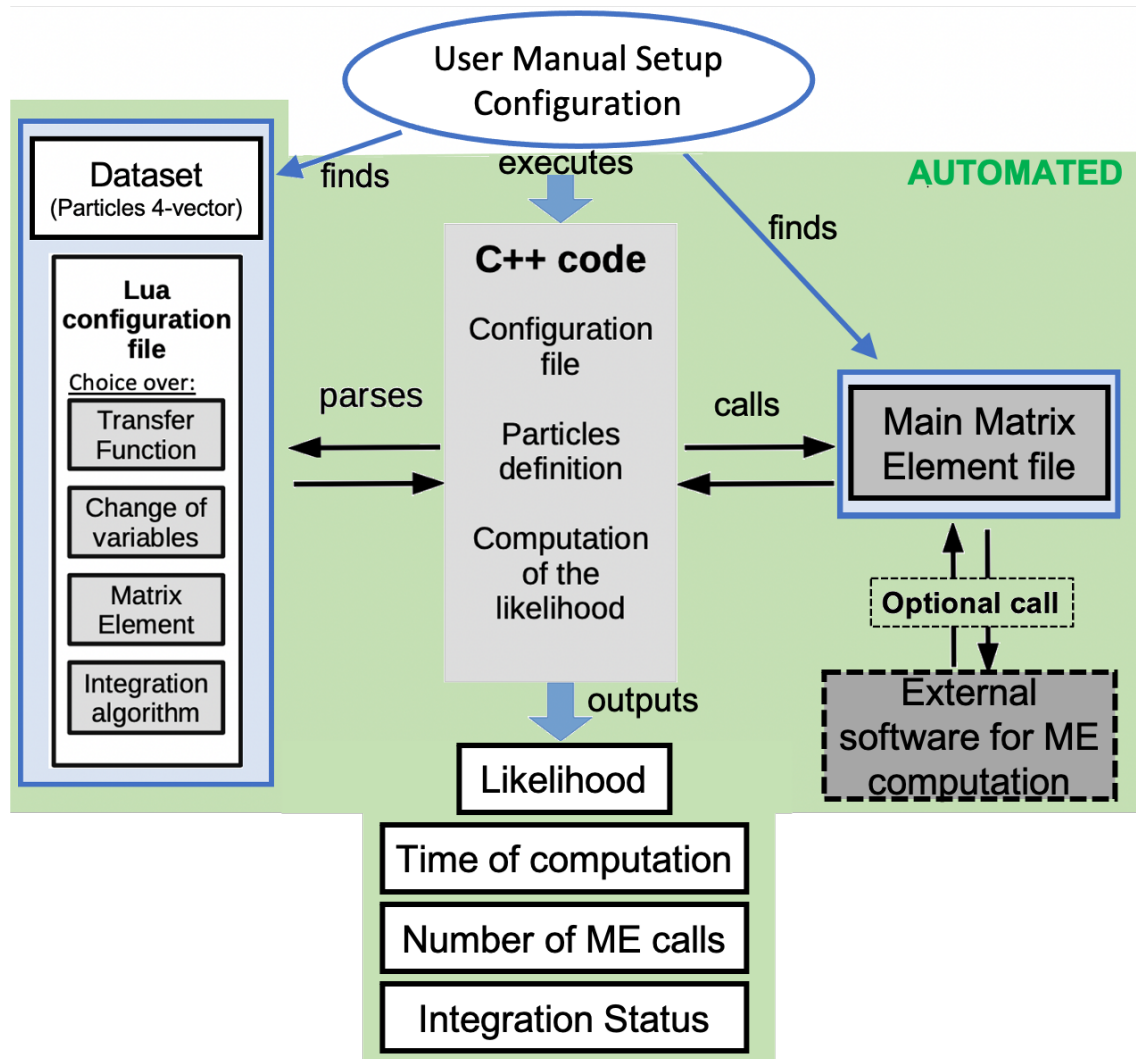 User Manual Setup
Configuration
AUTOMATED
executes
finds
finds
Dataset
(Particles 4-vector)
Lua
configuration
file
Choice over:
Transfer
Function
Change of
variables
Matrix
Element
Integration
algorithm
parses
C++ code
Configuration
file
Particles
definition
Computation
of the
likelihood
calls
Main Matrix
Element file
Optional call
External
software for ME
computation
outputs
Likelihood
Time of computation
Number of ME calls
Integration Status